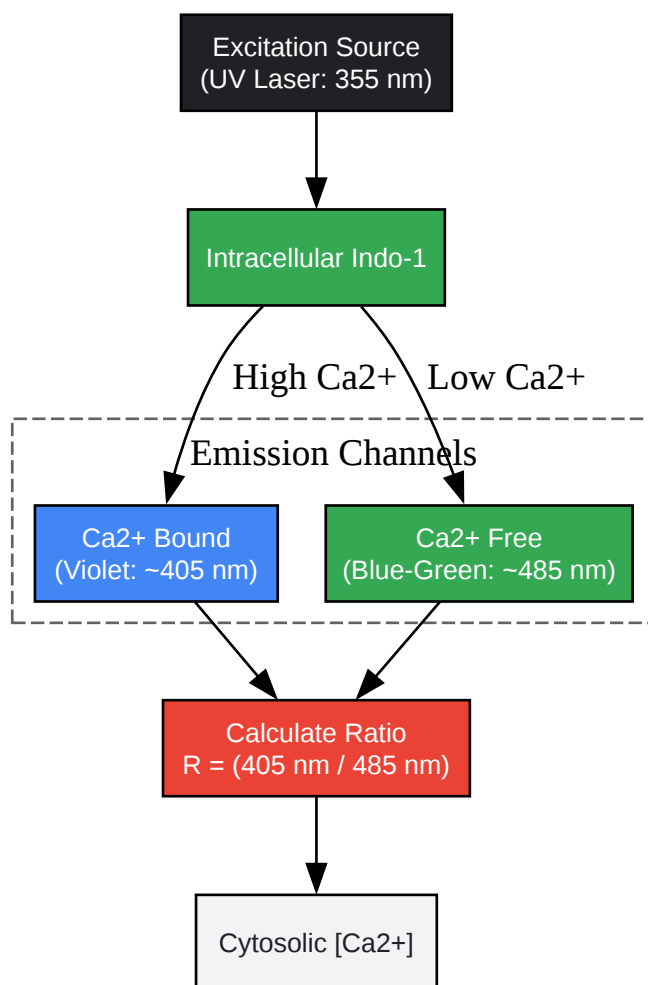 Excitation Source
(UV Laser: 355 nm)
Intracellular Indo-1
High Ca2+
Low Ca2+
Emission Channels
Ca2+ Bound
(Violet: ~405 nm)
Ca2+ Free
(Blue-Green: ~485 nm)
Calculate Ratio
R = (405 nm / 485 nm)
Cytosolic [Ca2+]